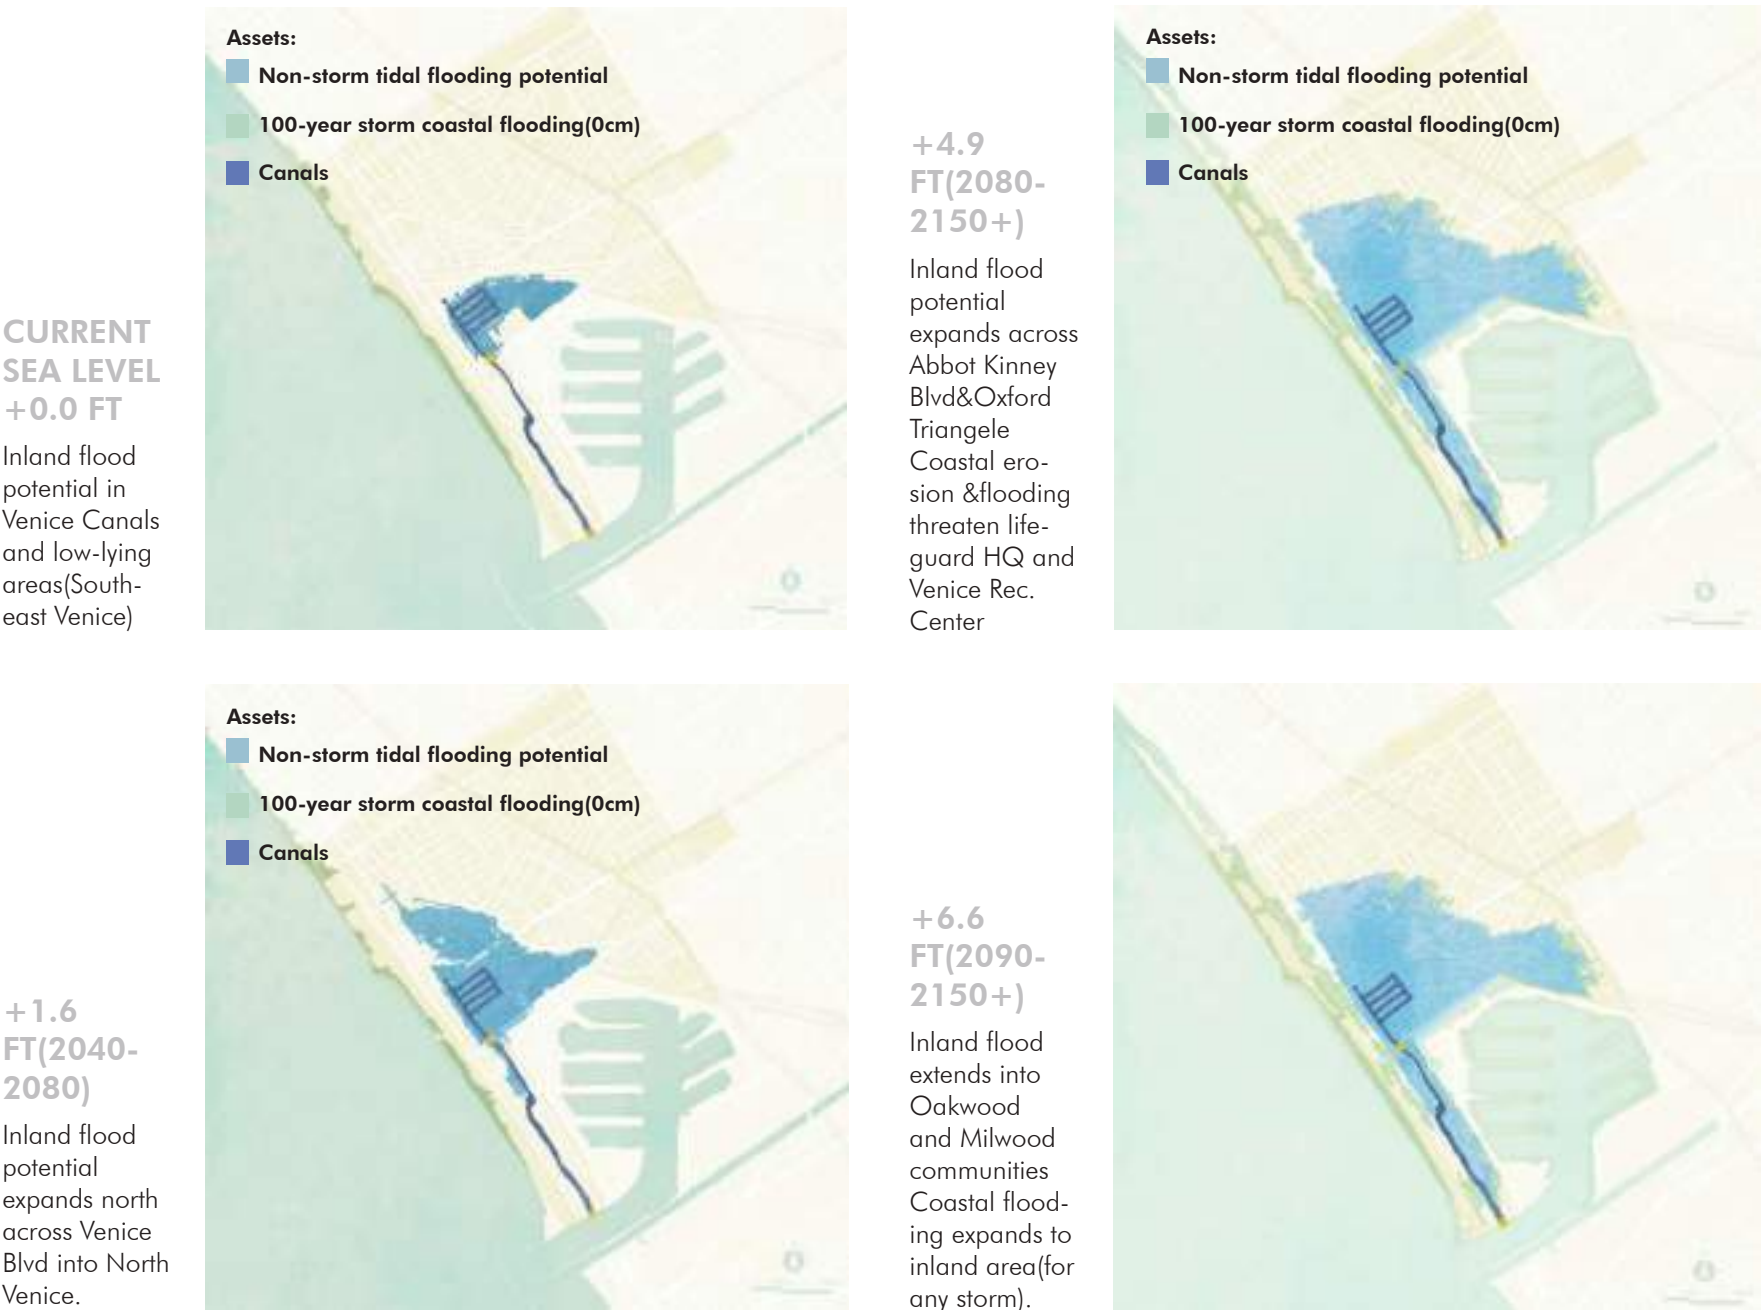 CURRENT
SEA LEVEL
+0.0 FT
Inland flood
potential in
Venice Canals
and low-lying
areas(South-
east Venice)
Assets:
Non-storm tidal flooding potential
100-year storm coastal flooding(0cm)
Canals
+4.9
FT(2080-
2150+)
Inland flood
potential
expands across
Abbot Kinney
Blvd&Oxford
Triangele
Coastal ero-
sion &flooding
threaten life-
guard HQ and
Venice Rec.
Center
Assets:
Non-storm tidal flooding potential
100-year storm coastal flooding(0cm)
Canals
+1.6
FT(2040-
2080)
Inland flood
potential
expands north
across Venice
Blvd into North
Venice.
Assets:
Non-storm tidal flooding potential
100-year storm coastal flooding(0cm)
Canals
+6.6
FT(2090-
2150+)
Inland flood
extends into
Oakwood
and Milwood
communities
Coastal flood-
ing expands to
inland area(for
any storm).